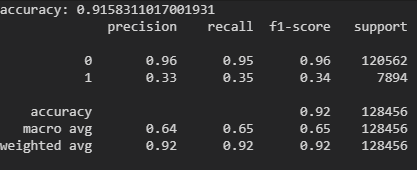 accuracy: 0.9158311017001931
precision recall f1-score support
0 0.96 0.95 0.96 120562
1 0.33 0.35 0.34 7894
accuracy 0.92 128456
macro avg 0.64 0.65 0.65 128456
weighted avg 0.92 0.92 0.92 128456